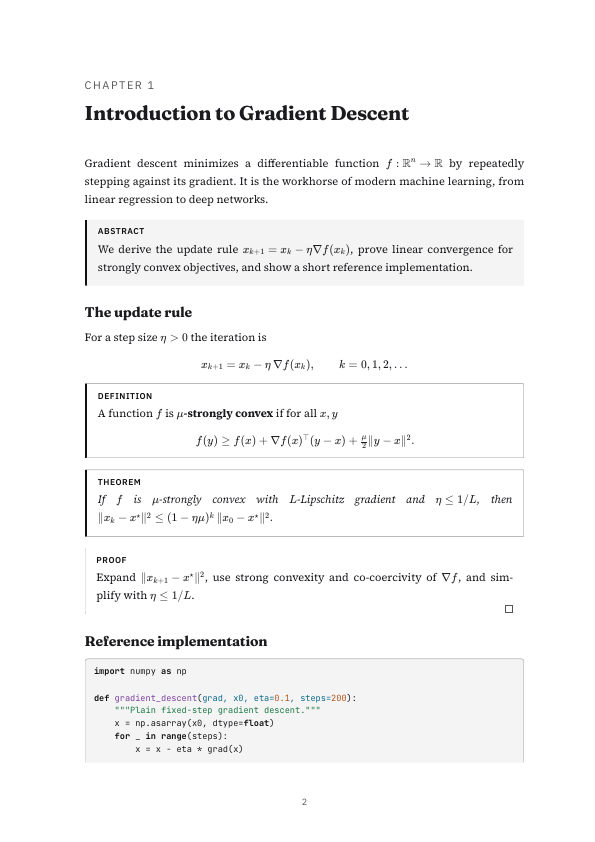 CHAPTER 1
Introduction to Gradient Descent
Gradient descent minimizes a differentiable function f : ℝⁿ → ℝ by repeatedly
stepping against its gradient. It is the workhorse of modern machine learning, from
linear regression to deep networks.
ABSTRACT
We derive the update rule xₖ₊₁ = xₖ − η∇f(xₖ), prove linear convergence for
strongly convex objectives, and show a short reference implementation.
The update rule
For a step size η > 0 the iteration is
xₖ₊₁ = xₖ − η ∇f(xₖ), k = 0, 1, 2, …
DEFINITION
A function f is μ-strongly convex if for all x, y
f(y) ≥ f(x) + ∇f(x)ᵀ(y − x) + μ/2‖y − x‖².
THEOREM
If f is μ-strongly convex with L-Lipschitz gradient and η ≤ 1/L, then
‖xₖ − x⋆‖² ≤ (1 − ημ)ᵏ ‖x₀ − x⋆‖².
PROOF
Expand ‖xₖ₊₁ − x⋆‖², use strong convexity and co-coercivity of ∇f, and sim-
plify with η ≤ 1/L.
□
Reference implementation
import numpy as np
def gradient_descent(grad, x0, eta=0.1, steps=200):
    """Plain fixed-step gradient descent."""
    x = np.asarray(x0, dtype=float)
    for _ in range(steps):
        x = x - eta * grad(x)
2